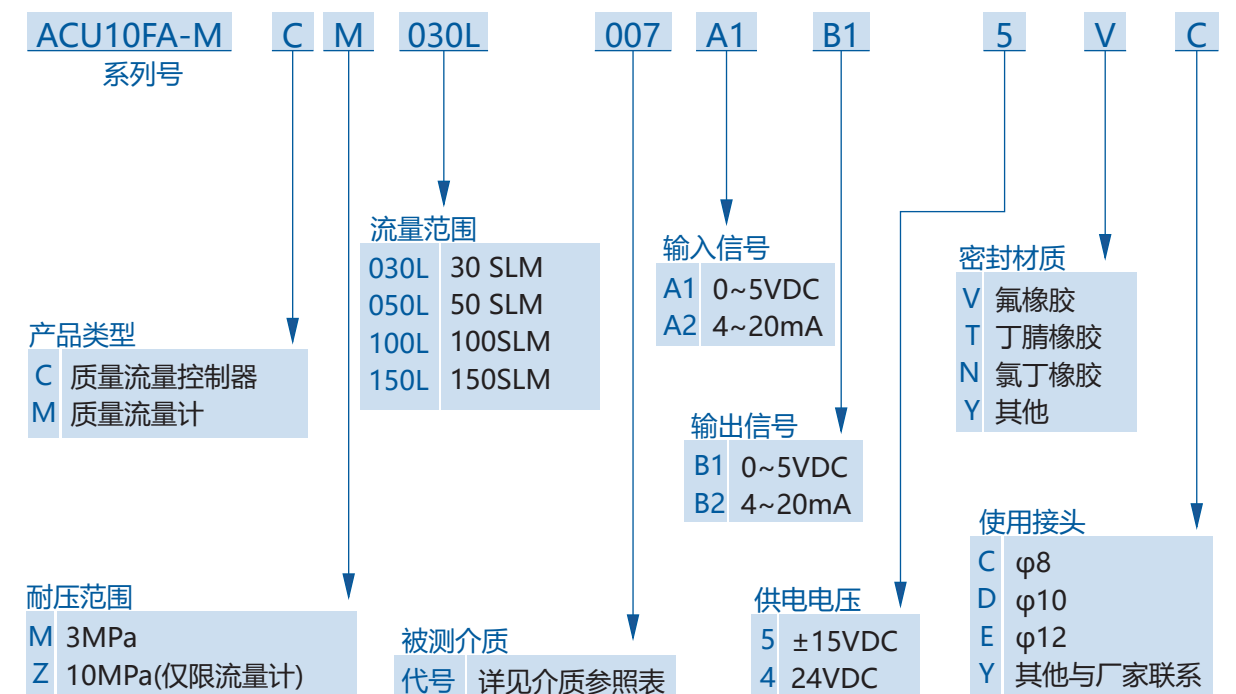 ACU10FA-M C M 030L 007 A1 B1 5 V C
系列号
流量范围
030L 30 SLM
050L 50 SLM
100L 100SLM
150L 150SLM
输入信号
A1 0~5VDC
A2 4~20mA
密封材质
V 氟橡胶
T 丁腈橡胶
N 氯丁橡胶
Y 其他
产品类型
C 质量流量控制器
M 质量流量计
输出信号
B1 0~5VDC
B2 4~20mA
使用接头
C φ8
D φ10
E φ12
Y 其他与厂家联系
耐压范围
M 3MPa
Z 10MPa(仅限流量计)
被测介质
代号 详见介质参照表
供电电压
5 ±15VDC
4 24VDC